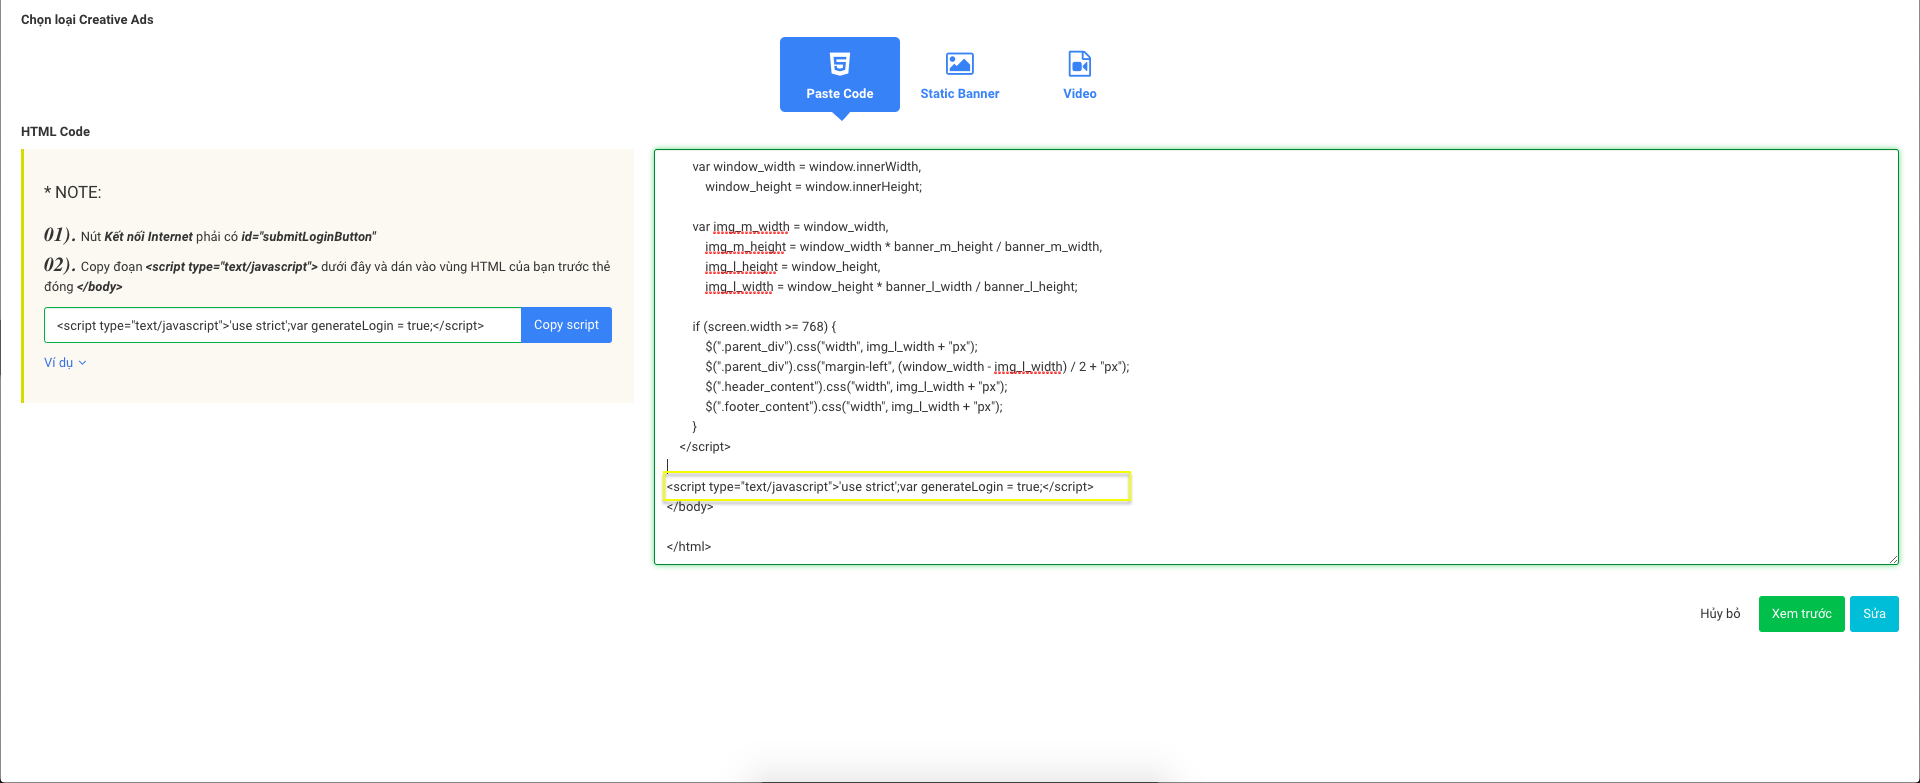 Chọn loại Creative Ads
Paste Code
Static Banner
Video
HTML Code
* NOTE:
01). Nút Kết nối Internet phải có id="submitLoginButton"
02). Copy đoạn <script type="text/javascript"> dưới đây và dán vào vùng HTML của bạn trước thẻ
đóng </body>
<script type="text/javascript">'use strict';var generateLogin = true;</script>
Copy script
Ví dụ
var window_width = window.innerWidth,
window_height = window.innerHeight;
var img_m_width = window_width,
img_m_height = window_width * banner_m_height / banner_m_width,
img_l_height = window_height,
img_l_width = window_height * banner_l_width / banner_l_height;
if (screen.width >= 768) {
$(".parent_div").css("width", img_l_width + "px");
$(".parent_div").css("margin-left", (window_width - img_l_width) / 2 + "px");
$(".header_content").css("width", img_l_width + "px");
$(".footer_content").css("width", img_l_width + "px");
}
</script>
<script type="text/javascript">'use strict';var generateLogin = true;</script>
</body>
</html>
Hủy bỏ
Xem trước
Sửa